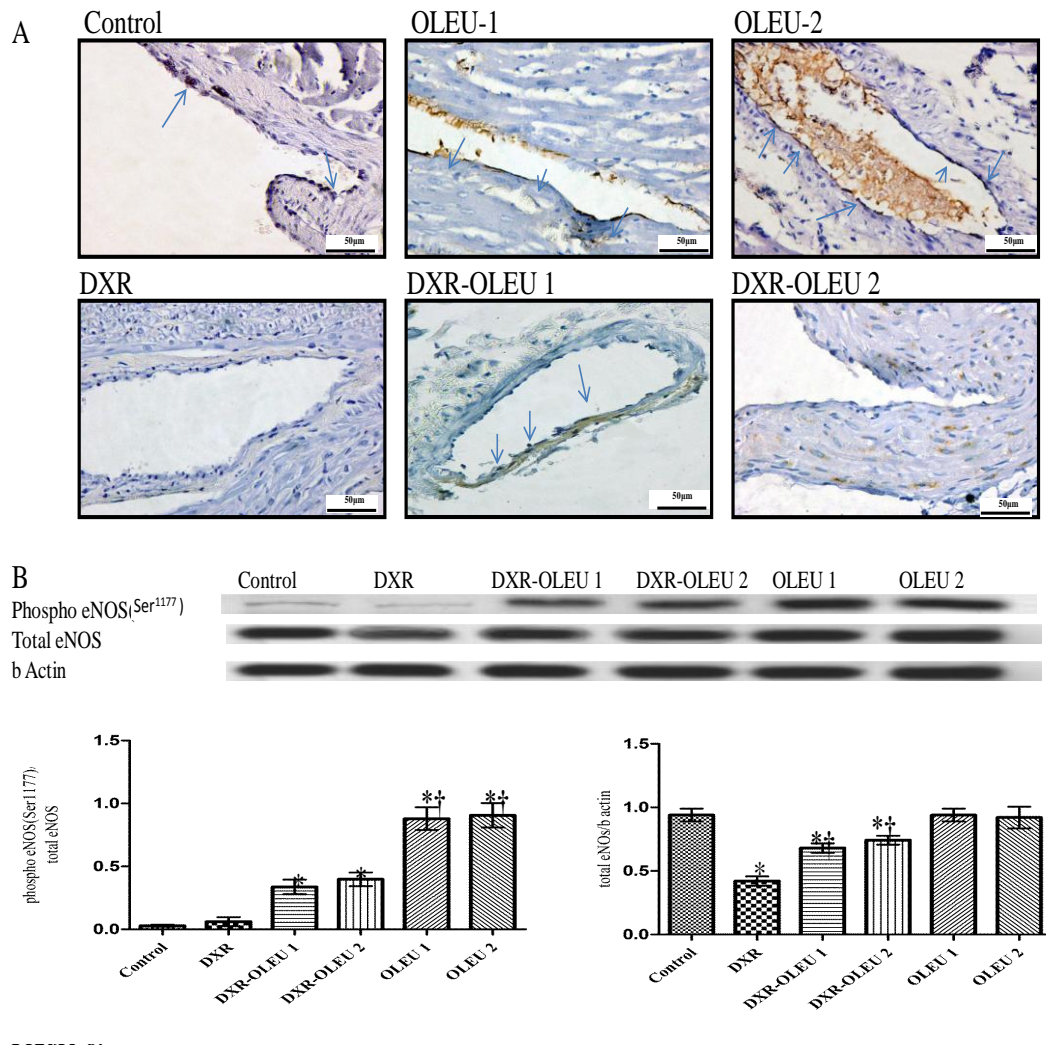 A
Control OLEU-1 OLEU-2
50μm 50μm 50μm
DXR DXR-OLEU 1 DXR-OLEU 2
50μm 50μm 50μm
B
Control DXR DXR-OLEU 1 DXR-OLEU 2 OLEU 1 OLEU 2
Phospho eNOS(Ser1177)
Total eNOS
b Actin
phospho eNOS(Ser1177)/
total eNOS
1.5
1.0
0.5
0.0
* * *† *†
Control DXR DXR-OLEU 1 DXR-OLEU 2 OLEU 1 OLEU 2
total eNOs/b actin
1.5
1.0
0.5
0.0
* *‡ *‡
Control DXR DXR-OLEU 1 DXR-OLEU 2 OLEU 1 OLEU 2